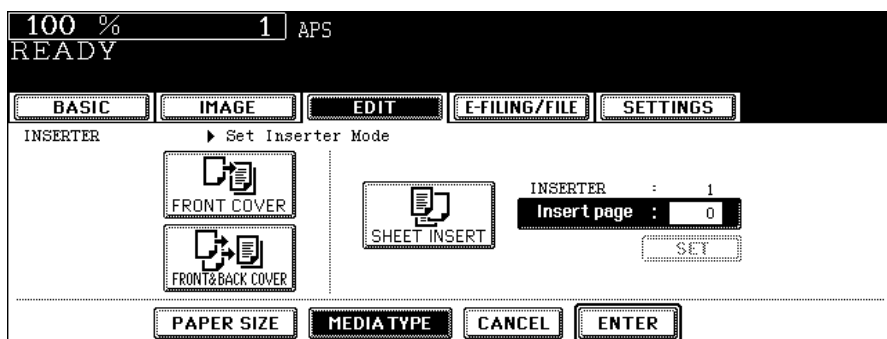 100 % 1 APS
READY
BASIC IMAGE EDIT E-FILING/FILE SETTINGS
INSERTER ▶ Set Inserter Mode
FRONT COVER
FRONT&BACK COVER
SHEET INSERT
INSERTER : 1
Insert page : 0
SET
PAPER SIZE MEDIA TYPE CANCEL ENTER